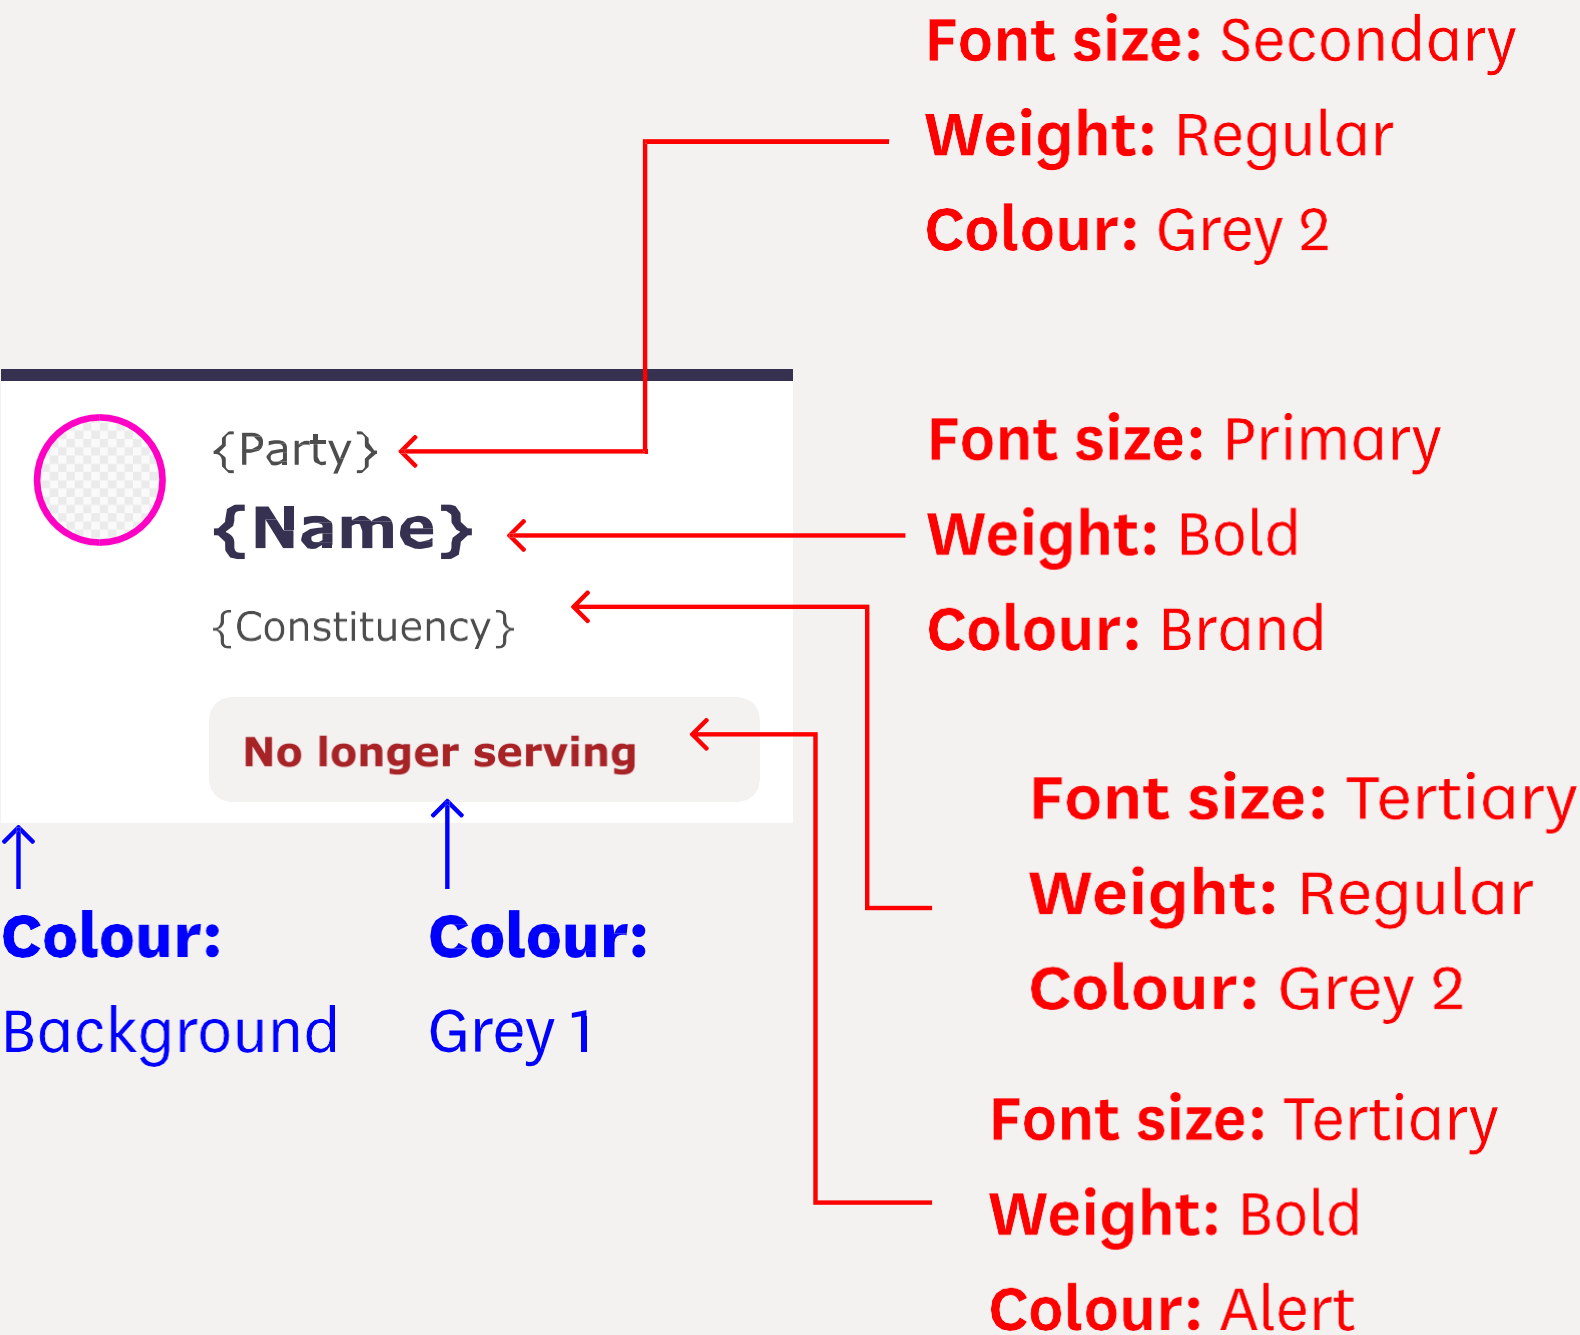 Font size: Secondary
Weight: Regular
Colour: Grey 2
{Party}
{Name}
{Constituency}
No longer serving
Font size: Primary
Weight: Bold
Colour: Brand
Font size: Tertiary
Weight: Regular
Colour: Grey 2
Colour:
Background
Colour:
Grey 1
Font size: Tertiary
Weight: Bold
Colour: Alert